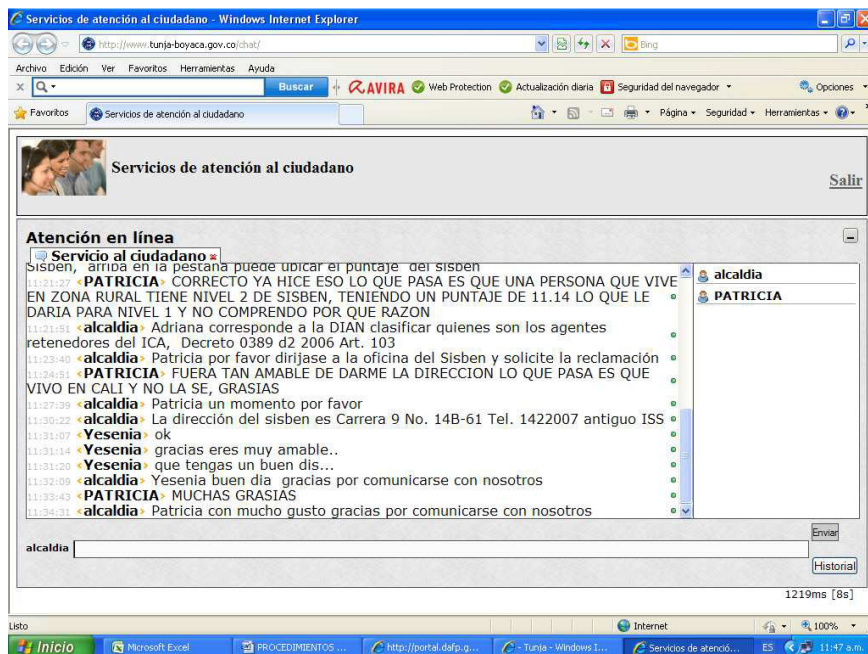 Servicios de atención al ciudadano - Windows Internet Explorer
http://www.tunja-boyaca.gov.co/chat/
Bing
Archivo Edición Ver Favoritos Herramientas Ayuda
Buscar AVIRA Web Protection Actualización diaria Seguridad del navegador Opciones
Favoritos Servicios de atención al ciudadano Página Seguridad Herramientas
Servicios de atención al ciudadano
Salir
Atención en línea
Servicio al ciudadano
Sisben, arriba en la pestaña puede ubicar el puntaje del sisben
11:21:27 <PATRICIA> CORRECTO YA HICE ESO LO QUE PASA ES QUE UNA PERSONA QUE VIVE
EN ZONA RURAL TIENE NIVEL 2 DE SISBEN, TENIENDO UN PUNTAJE DE 11.14 LO QUE LE
DARIA PARA NIVEL 1 Y NO COMPRENDO POR QUE RAZON
11:21:51 <alcaldia> Adriana corresponde a la DIAN clasificar quienes son los agentes
retenedores del ICA, Decreto 0389 d2 2006 Art. 103
11:23:40 <alcaldia> Patricia por favor dirijase a la oficina del Sisben y solicite la reclamación
11:24:51 <PATRICIA> FUERA TAN AMABLE DE DARME LA DIRECCION LO QUE PASA ES QUE
VIVO EN CALI Y NO LA SE, GRASIAS
11:27:39 <alcaldia> Patricia un momento por favor
11:30:22 <alcaldia> La dirección del sisben es Carrera 9 No. 14B-61 Tel. 1422007 antiguo ISS
11:31:07 <Yesenia> ok
11:31:14 <Yesenia> gracias eres muy amable..
11:31:20 <Yesenia> que tengas un buen dis...
11:32:09 <alcaldia> Yesenia buen dia gracias por comunicarse con nosotros
11:33:43 <PATRICIA> MUCHAS GRASIAS
11:34:31 <alcaldia> Patricia con mucho gusto gracias por comunicarse con nosotros
alcaldia
PATRICIA
Enviar
alcaldia
Historial
1219ms [8s]
Listo Internet 100%
Inicio Microsoft Excel PROCEDIMIENTOS ... http://portal.dafp.g... - Tunja - Windows I... Servicios de atenció... ES 11:47 a.m.